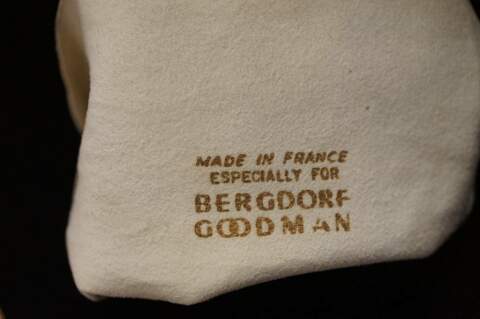 MADE IN FRANCE
ESPECIALLY FOR
BERGDORF
GOODMAN